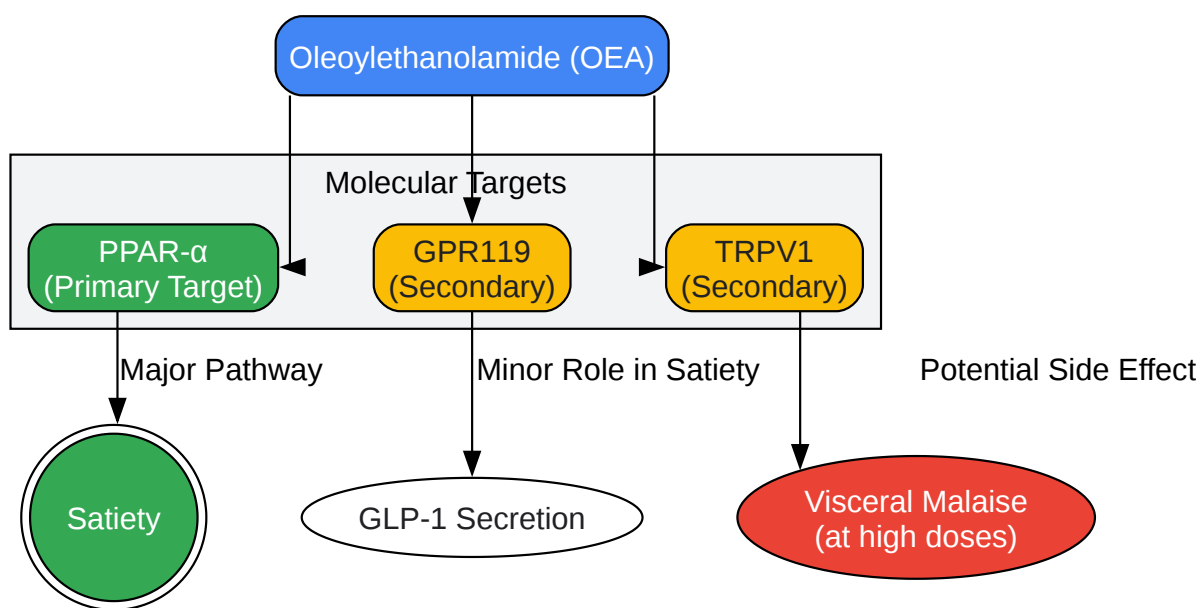 Oleoylethanolamide (OEA)
Molecular Targets
PPAR-α
(Primary Target)
GPR119
(Secondary)
TRPV1
(Secondary)
Major Pathway
Minor Role in Satiety
Potential Side Effect
Satiety
GLP-1 Secretion
Visceral Malaise
(at high doses)